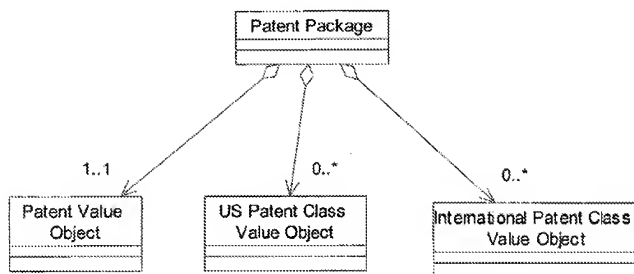 Patent Package
1..1
0..*
0..*
Patent Value
Object
US Patent Class
Value Object
International Patent Class
Value Object